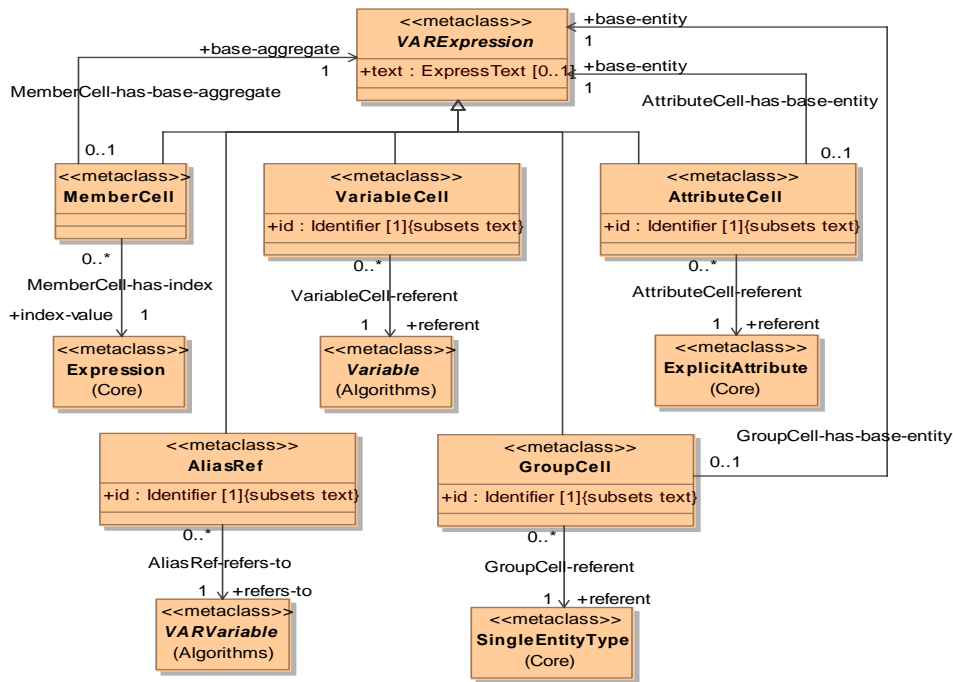 <<metaclass>>
VARExpression
+text : ExpressText [0..1]
+base-entity
1
+base-aggregate
1
+base-entity
1
MemberCell-has-base-aggregate
AttributeCell-has-base-entity
0..1
0..1
<<metaclass>>
MemberCell
<<metaclass>>
VariableCell
+id : Identifier [1]{subsets text}
<<metaclass>>
AttributeCell
+id : Identifier [1]{subsets text}
0..*
MemberCell-has-index
+index-value
1
0..*
VariableCell-referent
1
+referent
0..*
AttributeCell-referent
1
+referent
<<metaclass>>
Expression
(Core)
<<metaclass>>
Variable
(Algorithms)
<<metaclass>>
ExplicitAttribute
(Core)
GroupCell-has-base-entity
0..1
<<metaclass>>
AliasRef
+id : Identifier [1]{subsets text}
<<metaclass>>
GroupCell
+id : Identifier [1]{subsets text}
0..*
AliasRef-refers-to
1
+refers-to
0..*
GroupCell-referent
1
+referent
<<metaclass>>
VARVariable
(Algorithms)
<<metaclass>>
SingleEntityType
(Core)